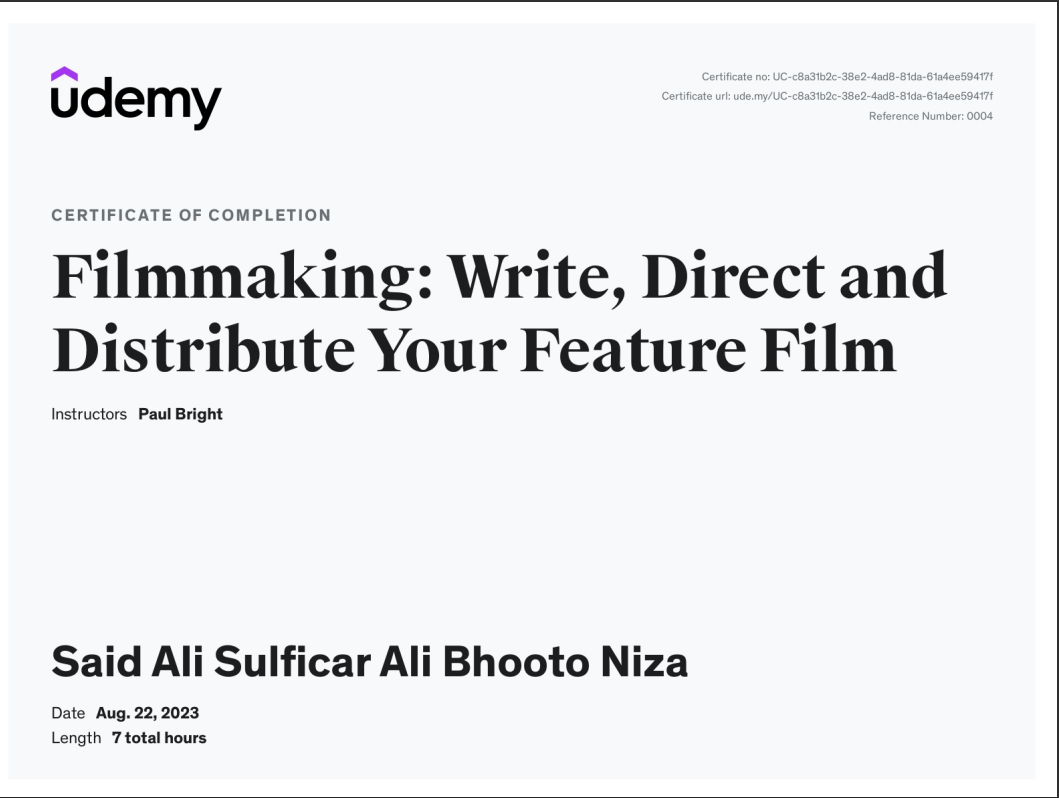 udemy
Certificate no: UC-c8a31b2c-38e2-4ad8-81da-61a4ee59417f
Certificate url: ude.my/UC-c8a31b2c-38e2-4ad8-81da-61a4ee59417f
Reference Number: 0004
CERTIFICATE OF COMPLETION
Filmmaking: Write, Direct and
Distribute Your Feature Film
Instructors Paul Bright
Said Ali Sulficar Ali Bhooto Niza
Date Aug. 22, 2023
Length 7 total hours